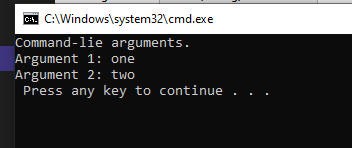 C:\Windows\system32\cmd.exe
Command-lie arguments.
Argument 1: one
Argument 2: two
 Press any key to continue . . .